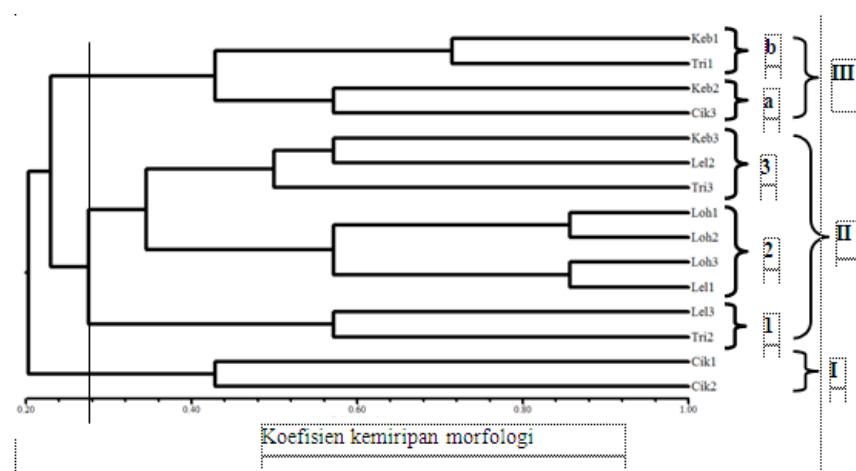 Keb1
Tri1
Keb2
Cik3
Keb3
Lel2
Tri3
Loh1
Loh2
Loh3
Lel1
Lel3
Tri2
Cik1
Cik2
b
a
3
2
1
III
II
I
0.20 0.40 0.60 0.80 1.00
Koefisien kemiripan morfologi